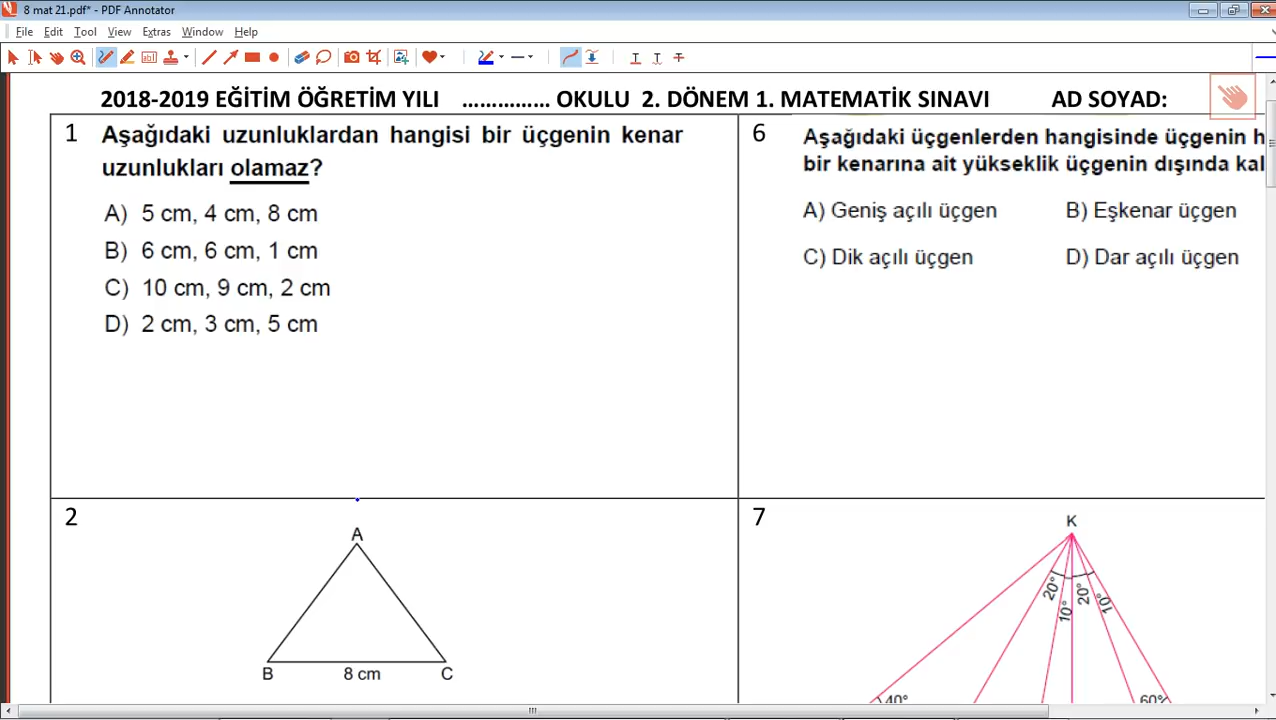 8 mat 21.pdf* - PDF Annotator
File Edit Tool View Extras Window Help
2018-2019 EĞİTİM ÖĞRETİM YILI …………… OKULU 2. DÖNEM 1. MATEMATİK SINAVI AD SOYAD:
1 Aşağıdaki uzunluklardan hangisi bir üçgenin kenar
uzunlukları olamaz?
A) 5 cm, 4 cm, 8 cm
B) 6 cm, 6 cm, 1 cm
C) 10 cm, 9 cm, 2 cm
D) 2 cm, 3 cm, 5 cm
6 Aşağıdaki üçgenlerden hangisinde üçgenin h
bir kenarına ait yükseklik üçgenin dışında kal
A) Geniş açılı üçgen B) Eşkenar üçgen
C) Dik açılı üçgen D) Dar açılı üçgen
2
A
B 8 cm C
7
K
20° 10° 20° 10°
40° 60°